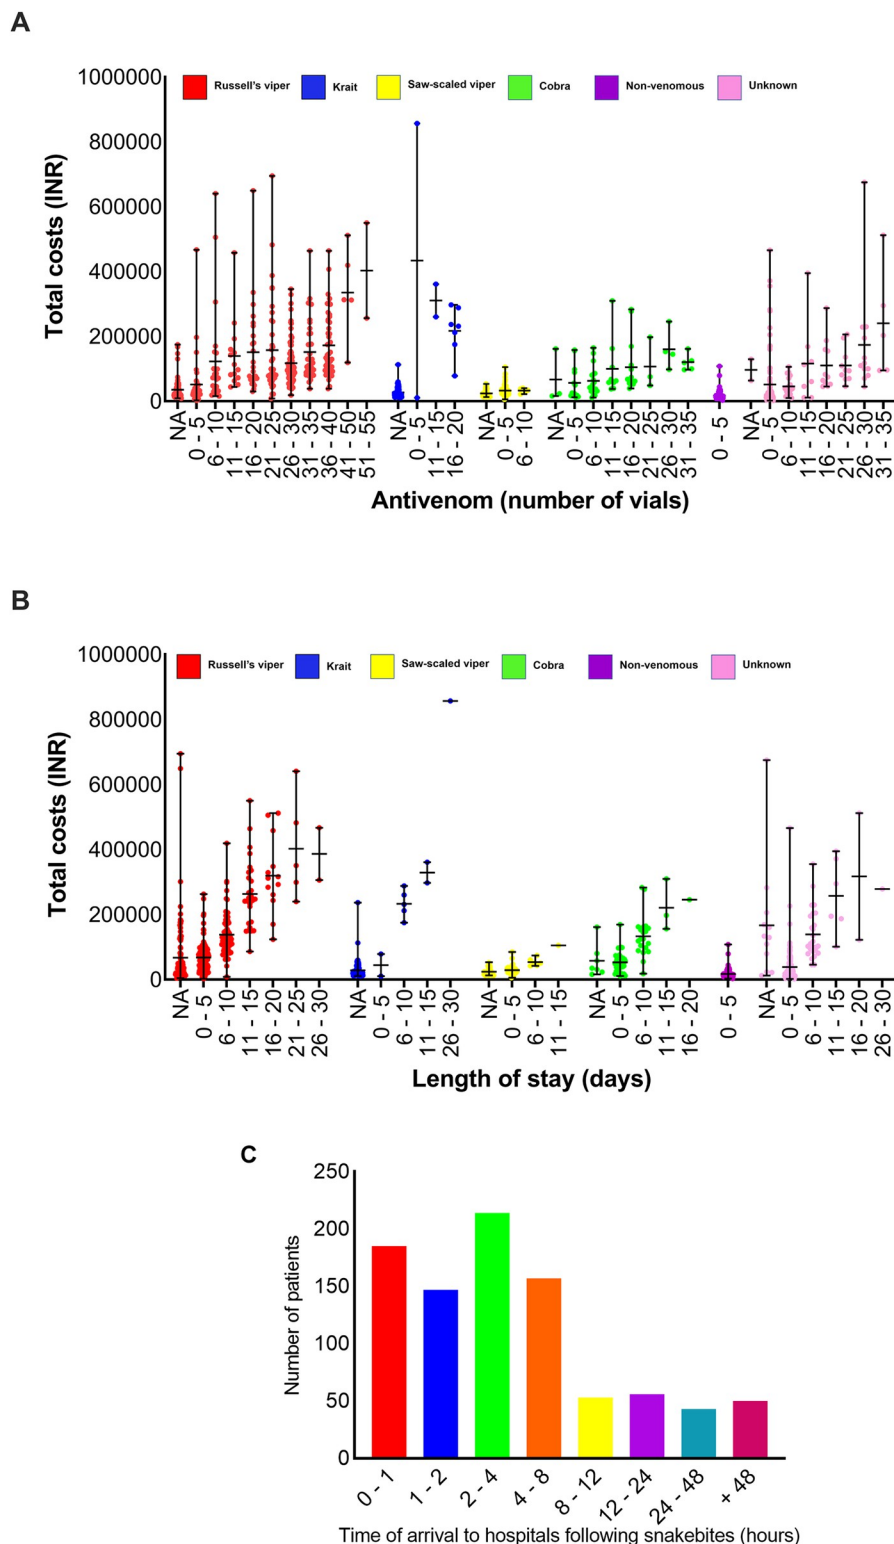 A
Russell's viper Krait Saw-scaled viper Cobra Non-venomous Unknown
Total costs (INR)
1000000
800000
600000
400000
200000
0
NA 0 - 5 6 - 10 11 - 15 16 - 20 21 - 25 26 - 30 31 - 35 36 - 40 41 - 50 51 - 55 NA 0 - 5 11 - 15 16 - 20 NA 0 - 5 6 - 10 NA 0 - 5 6 - 10 11 - 15 16 - 20 21 - 25 26 - 30 31 - 35 0 - 5 NA 0 - 5 6 - 10 11 - 15 16 - 20 21 - 25 26 - 30 31 - 35
Antivenom (number of vials)
B
Russell's viper Krait Saw-scaled viper Cobra Non-venomous Unknown
Total costs (INR)
1000000
800000
600000
400000
200000
0
NA 0 - 5 6 - 10 11 - 15 16 - 20 21 - 25 26 - 30 NA 0 - 5 6 - 10 11 - 15 26 - 30 NA 0 - 5 6 - 10 11 - 15 NA 0 - 5 6 - 10 11 - 15 16 - 20 0 - 5 NA 0 - 5 6 - 10 11 - 15 16 - 20 26 - 30
Length of stay (days)
C
Number of patients
250
200
150
100
50
0
0 - 1 1 - 2 2 - 4 4 - 8 8 - 12 12 - 24 24 - 48 + 48
Time of arrival to hospitals following snakebites (hours)